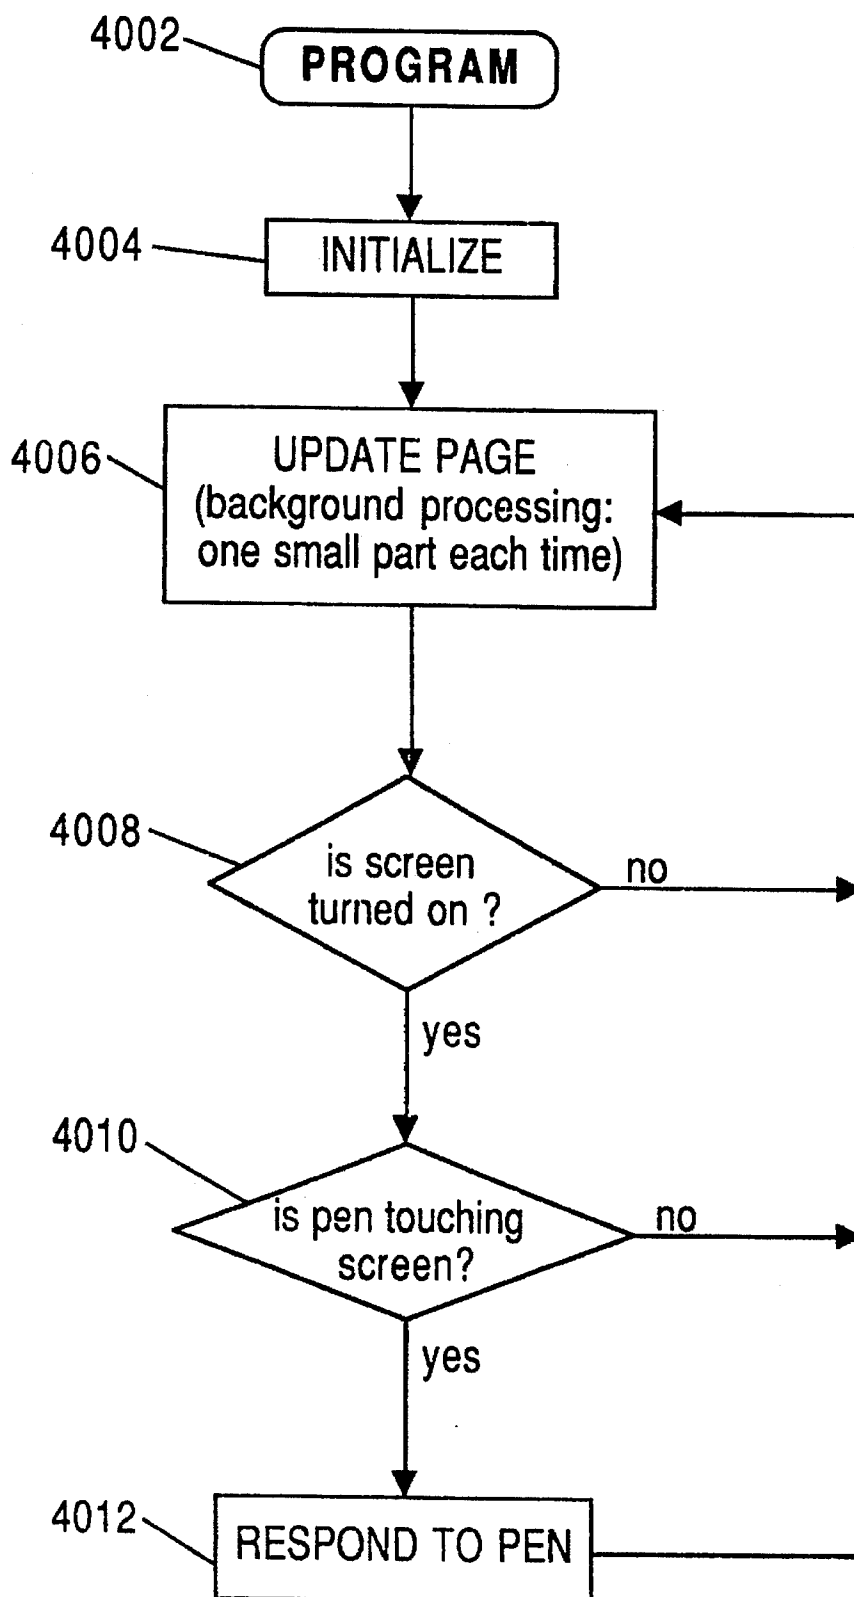 4002
PROGRAM
4004
INITIALIZE
4006
UPDATE PAGE
(background processing:
one small part each time)
4008
is screen
turned on ?
no
yes
4010
is pen touching
screen?
no
yes
4012
RESPOND TO PEN